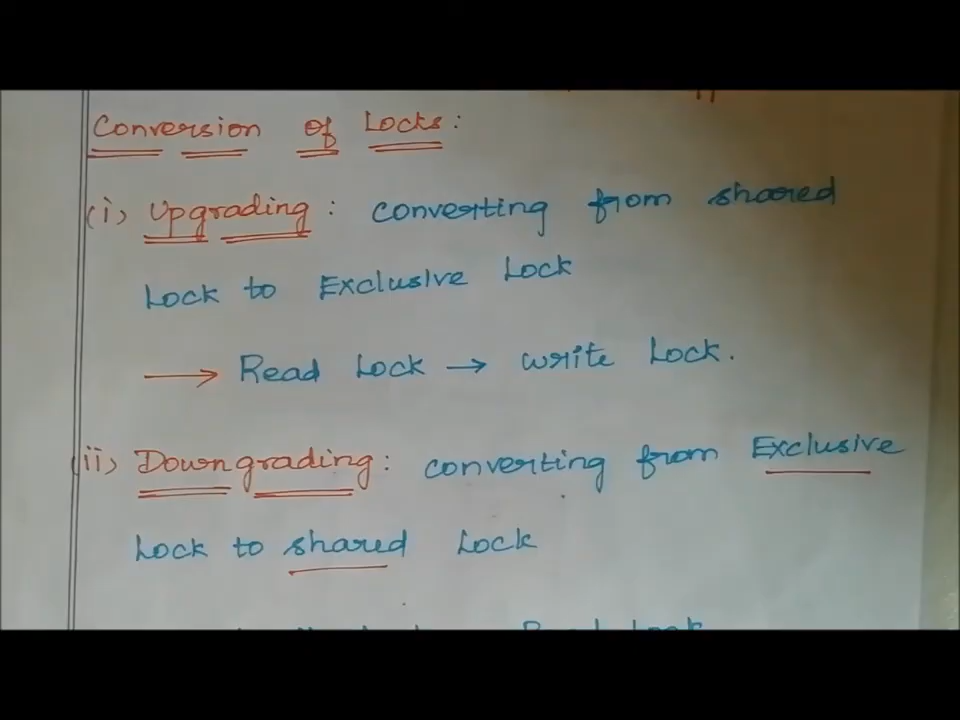 Conversion of Locks:
(i) Upgrading: converting from shared
Lock to Exclusive Lock
→ Read Lock → write Lock.
(ii) Downgrading: converting from Exclusive
Lock to shared Lock